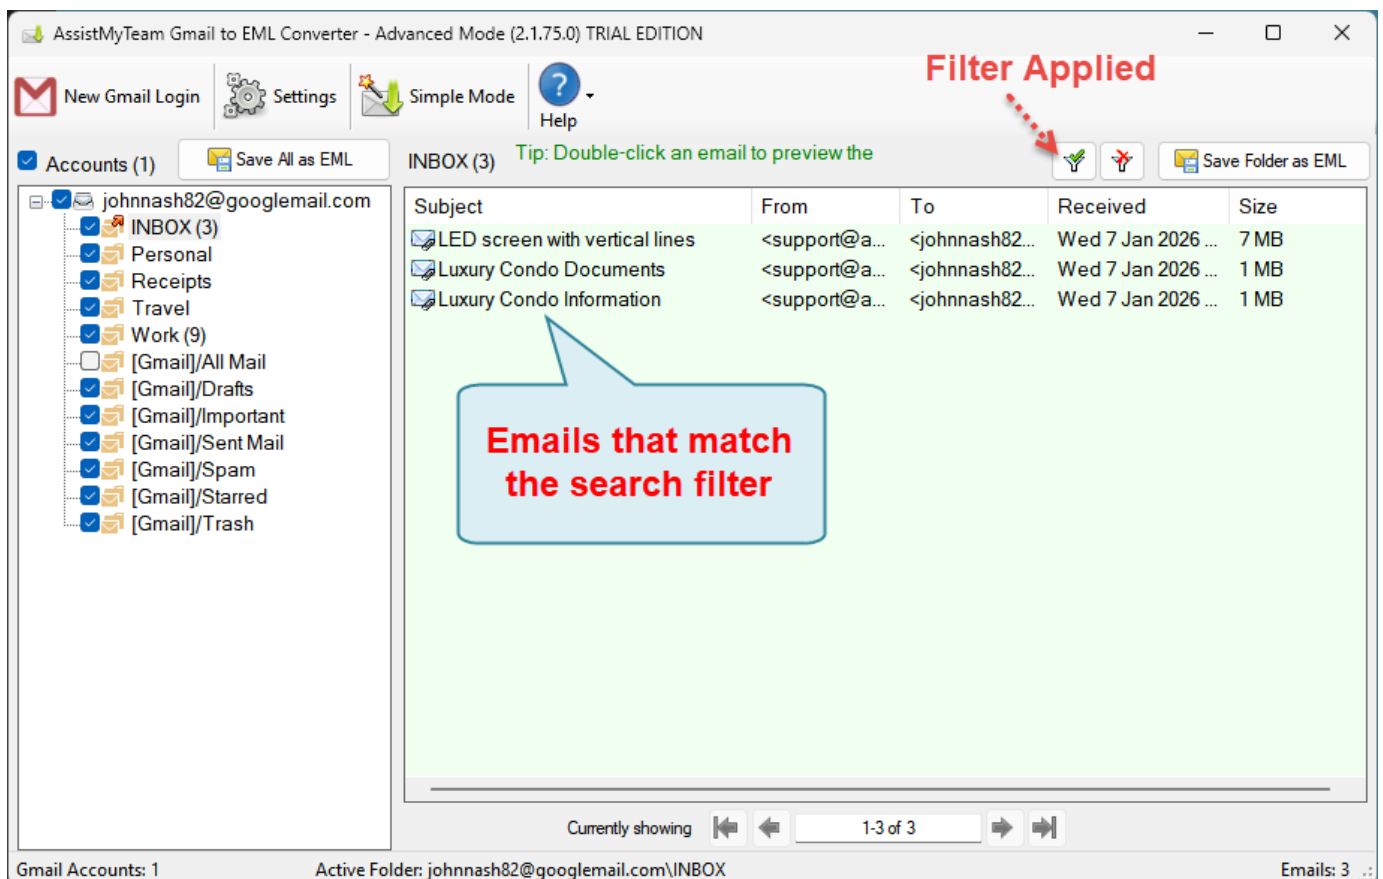 AssistMyTeam Gmail to EML Converter - Advanced Mode (2.1.75.0) TRIAL EDITION
Filter Applied
New Gmail Login
Settings
Simple Mode
Help
Accounts (1)
Save All as EML
INBOX (3)
Tip: Double-click an email to preview the
Save Folder as EML
johnnash82@googlemail.com
INBOX (3)
Personal
Receipts
Travel
Work (9)
[Gmail]/All Mail
[Gmail]/Drafts
[Gmail]/Important
[Gmail]/Sent Mail
[Gmail]/Spam
[Gmail]/Starred
[Gmail]/Trash
Subject From To Received Size
LED screen with vertical lines <support@a... <johnnash82... Wed 7 Jan 2026 ... 7 MB
Luxury Condo Documents <support@a... <johnnash82... Wed 7 Jan 2026 ... 1 MB
Luxury Condo Information <support@a... <johnnash82... Wed 7 Jan 2026 ... 1 MB
Emails that match
the search filter
Currently showing 1-3 of 3
Gmail Accounts: 1 Active Folder: johnnash82@googlemail.com\INBOX Emails: 3